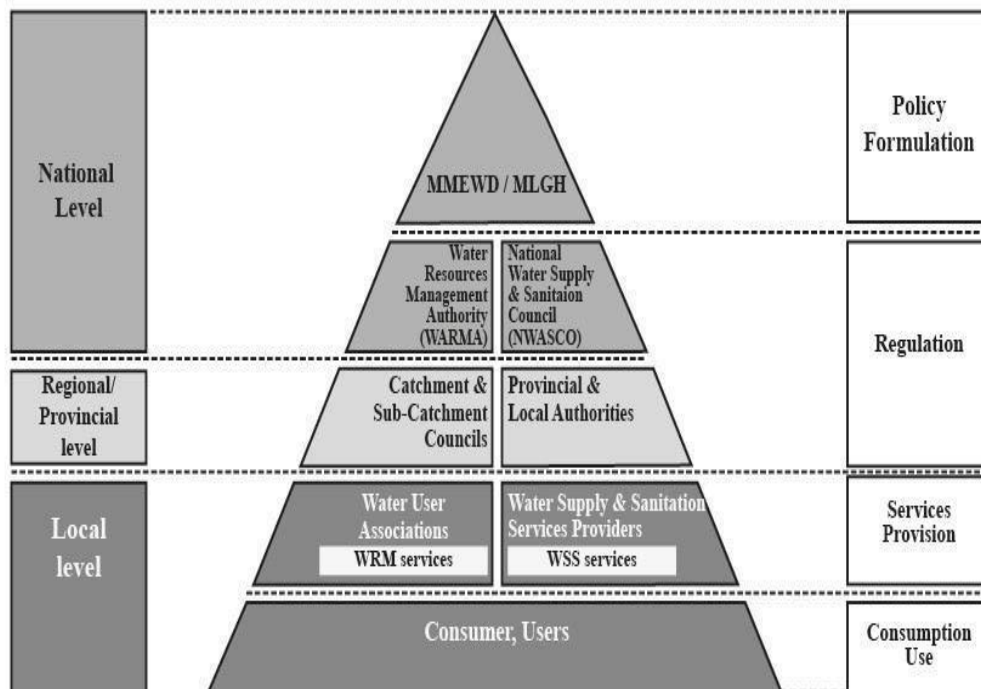 National
Level
MMEWD / MLGH
Policy
Formulation
Water
Resources
Management
Authority
(WARMA)
National
Water Supply
& Sanitaion
Council
(NWASCO)
Regulation
Regional/
Provincial
level
Catchment &
Sub-Catchment
Councils
Provincial &
Local Authorities
Local
level
Water User
Associations
WRM services
Water Supply & Sanitation
Services Providers
WSS services
Services
Provision
Consumer, Users
Consumption
Use